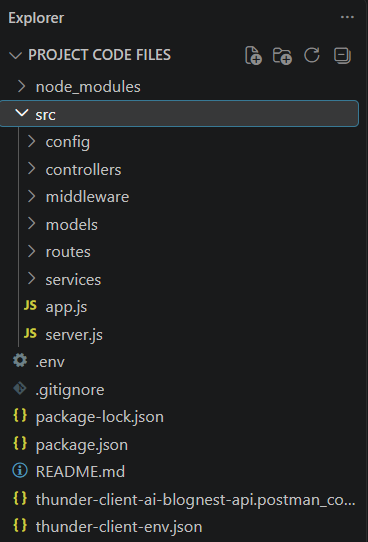 Explorer
PROJECT CODE FILES
node_modules
src
config
controllers
middleware
models
routes
services
JS app.js
JS server.js
.env
.gitignore
{} package-lock.json
{} package.json
README.md
{} thunder-client-ai-blognest-api.postman_co...
{} thunder-client-env.json